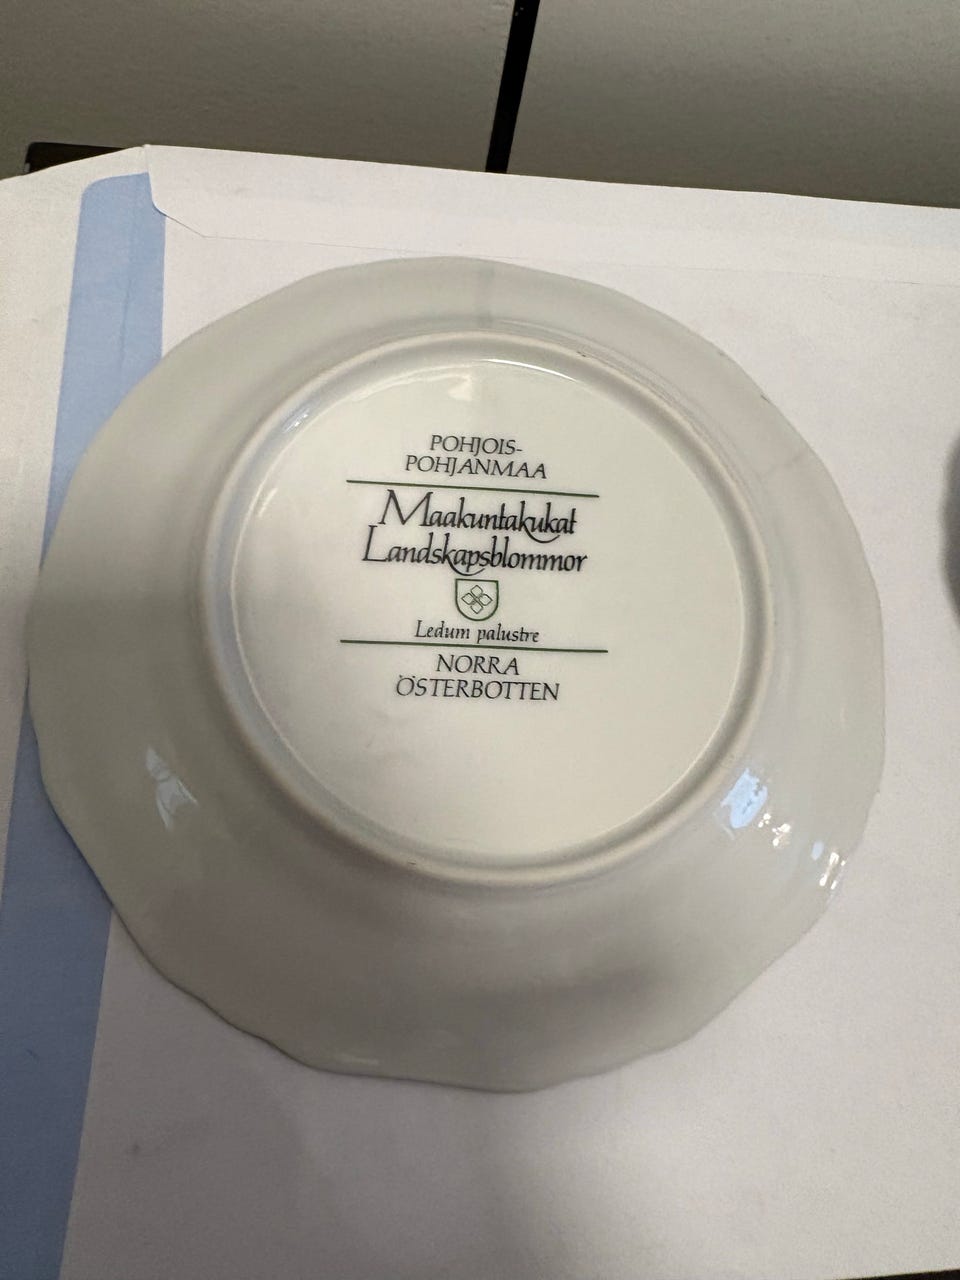 POHJOIS-
POHJANMAA
Maakuntakukat
Landskapsblommor
Ledum palustre
NORRA
ÖSTERBOTTEN